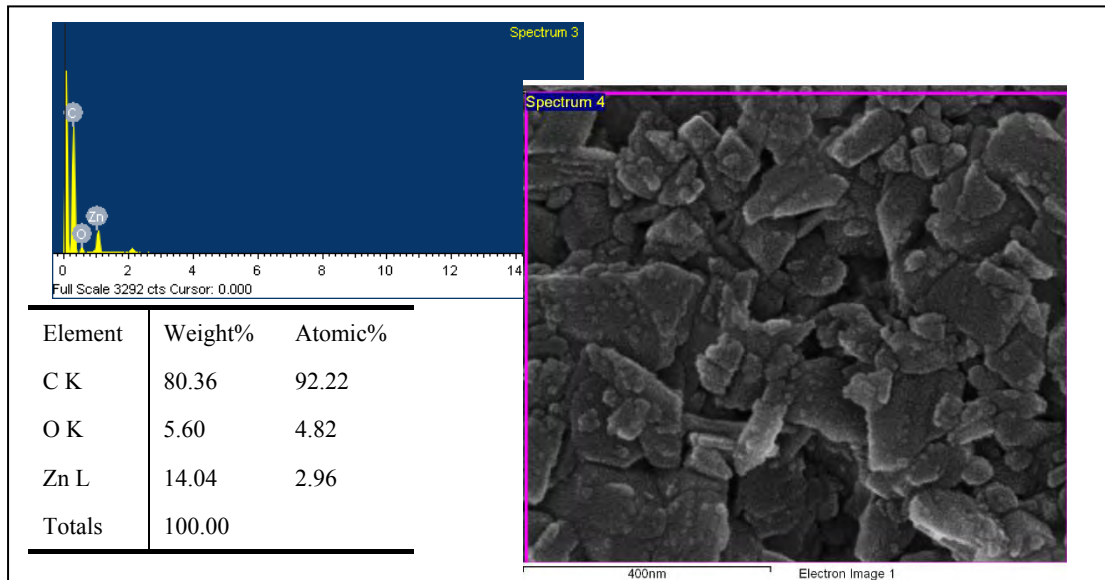 Spectrum 3
C
O
Zn
0 2 4 6 8 10 12 14
Full Scale 3292 cts Cursor: 0.000
Spectrum 4
Element Weight% Atomic%
C K 80.36 92.22
O K 5.60 4.82
Zn L 14.04 2.96
Totals 100.00
400nm Electron Image 1